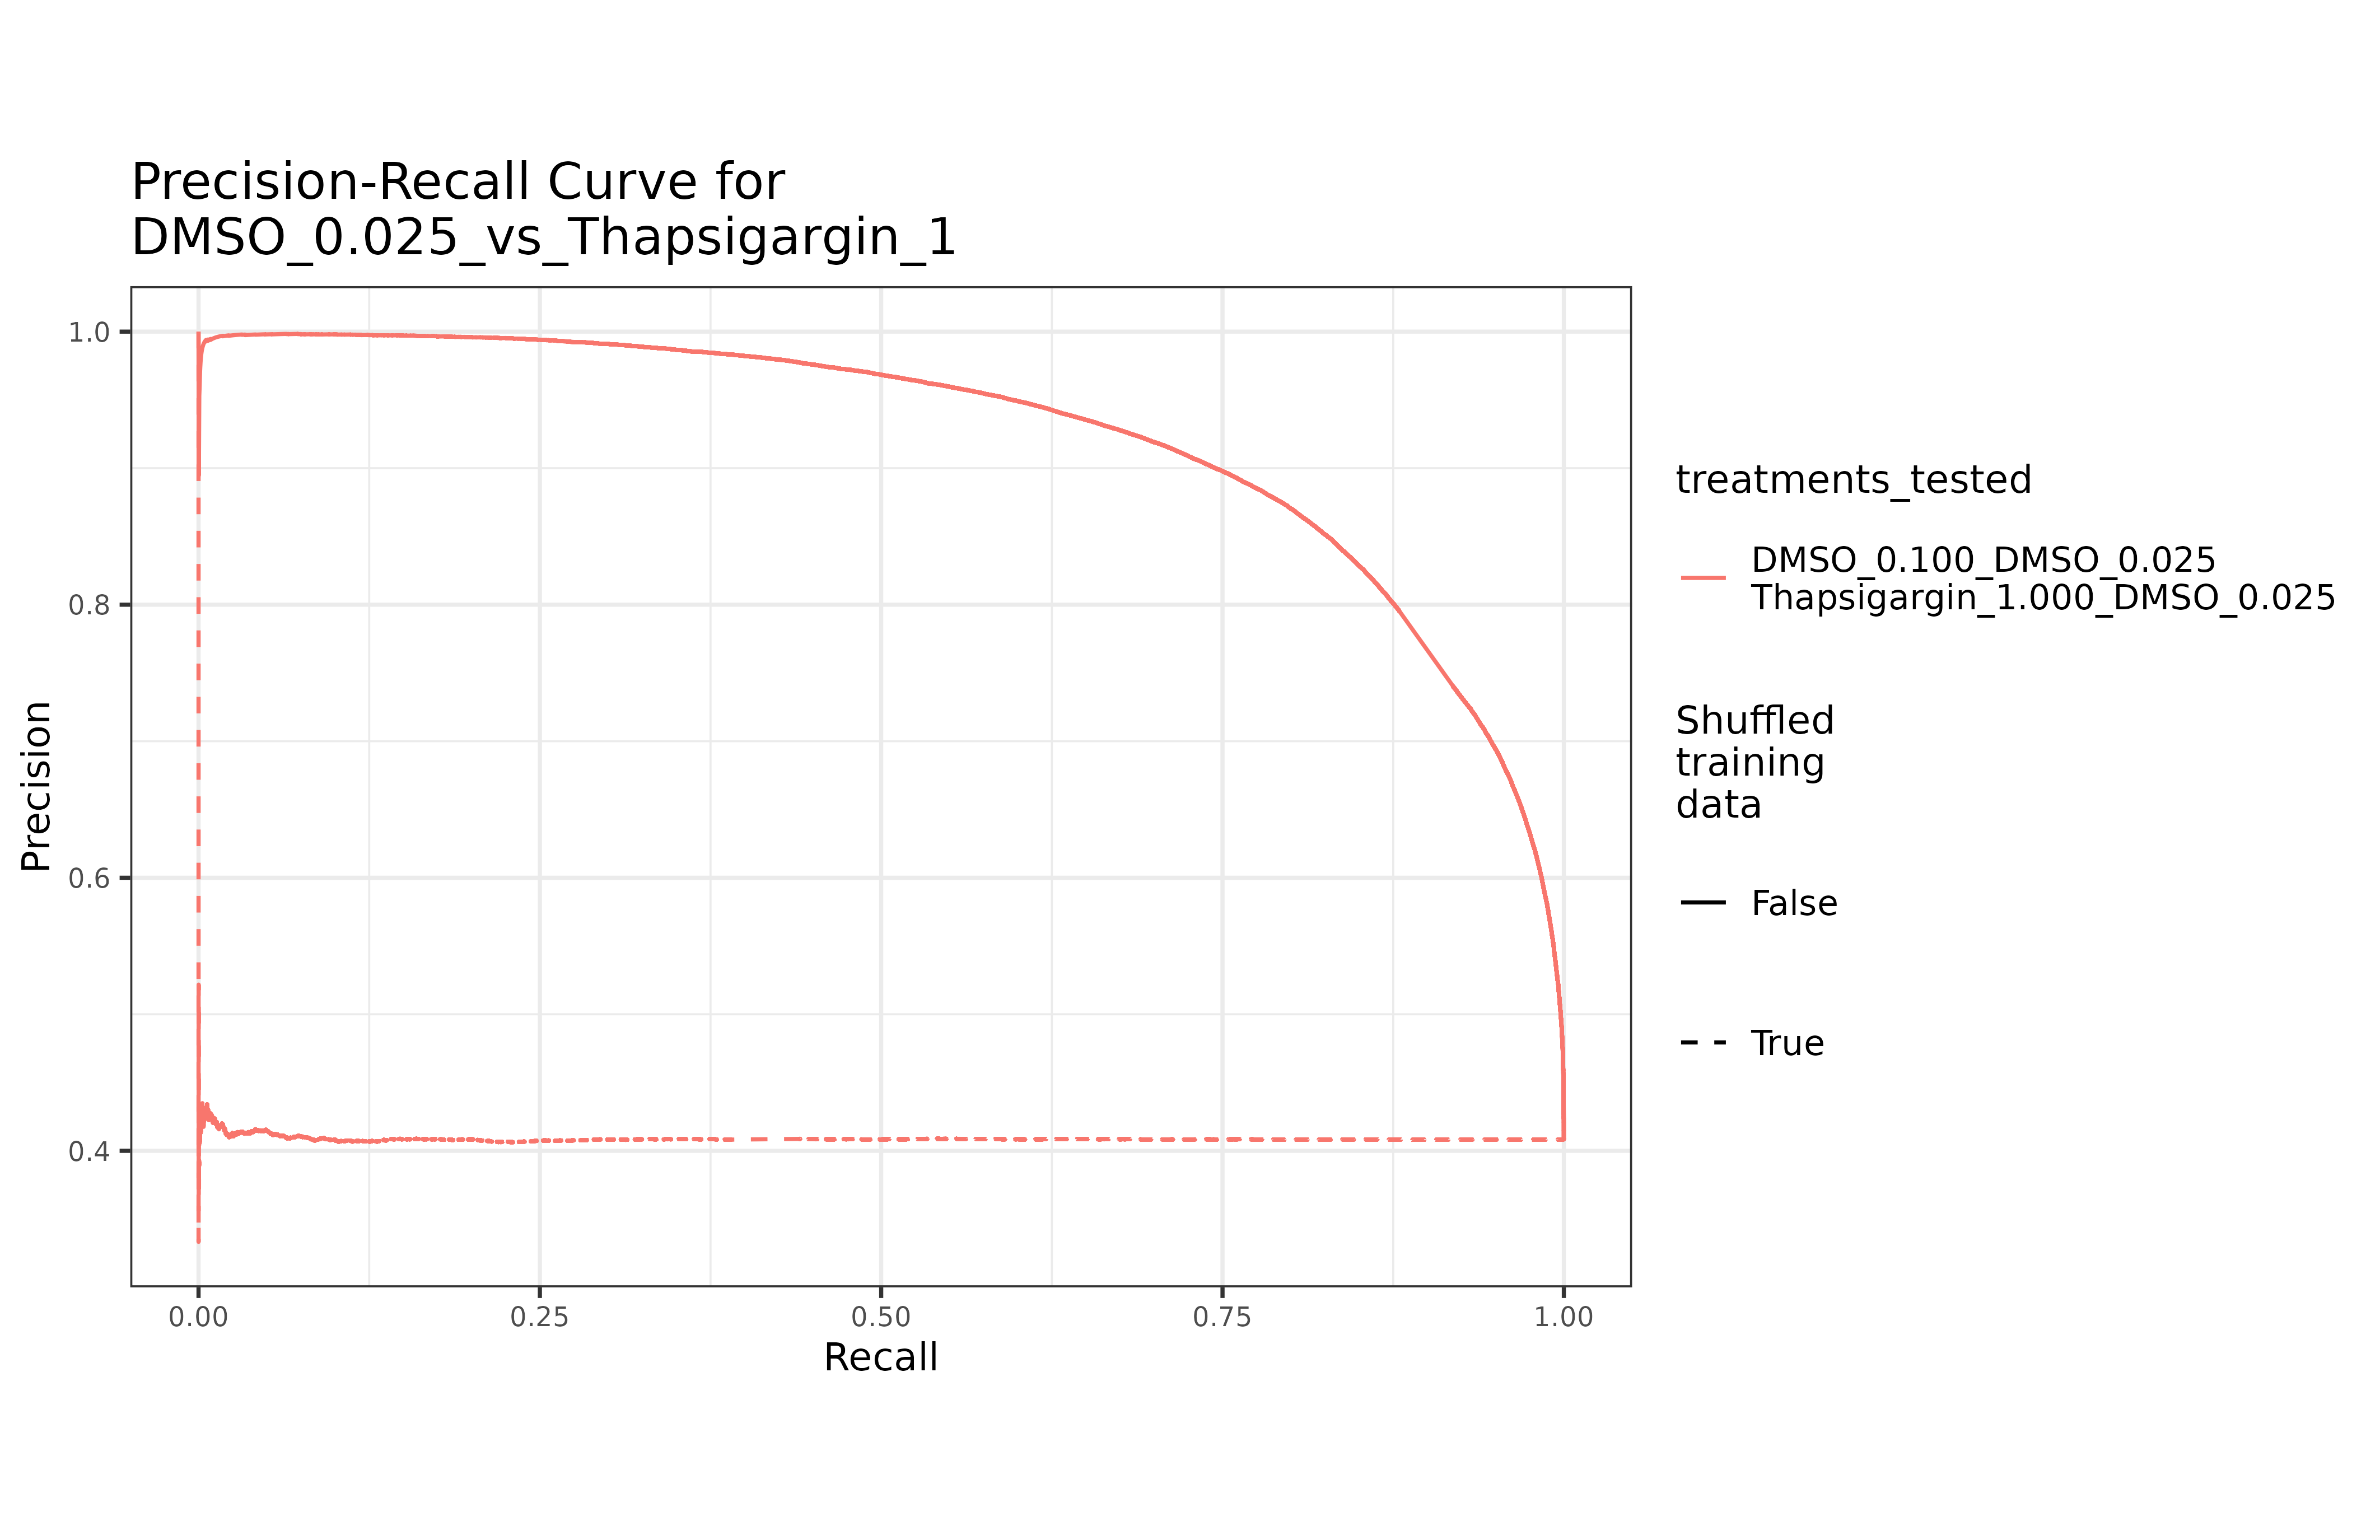 Precision-Recall Curve for
DMSO_0.025_vs_Thapsigargin_1
1.0
0.8
0.6
0.4
Precision
0.00
0.25
0.50
0.75
1.00
Recall
treatments_tested
DMSO_0.100_DMSO_0.025
Thapsigargin_1.000_DMSO_0.025
Shuffled
training
data
False
True